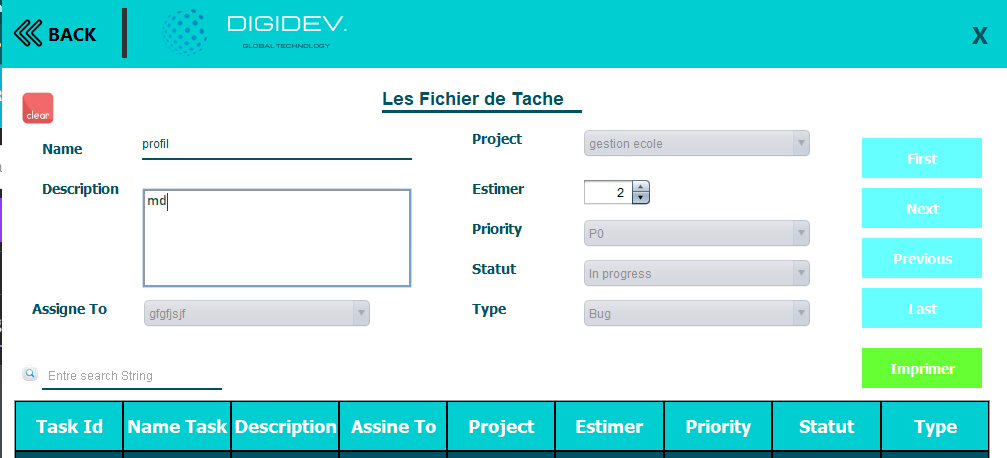 BACK
DIGIDEV.
GLOBAL TECHNOLOGY
X
clear
Les Fichier de Tache
Name
profil
Project
gestion ecole
First
Description
md
Estimer
2
Next
Priority
P0
Previous
Statut
In progress
Assigne To
gfgfjsjf
Type
Bug
Last
Entre search String
Imprimer
Task Id Name Task Description Assine To Project Estimer Priority Statut Type